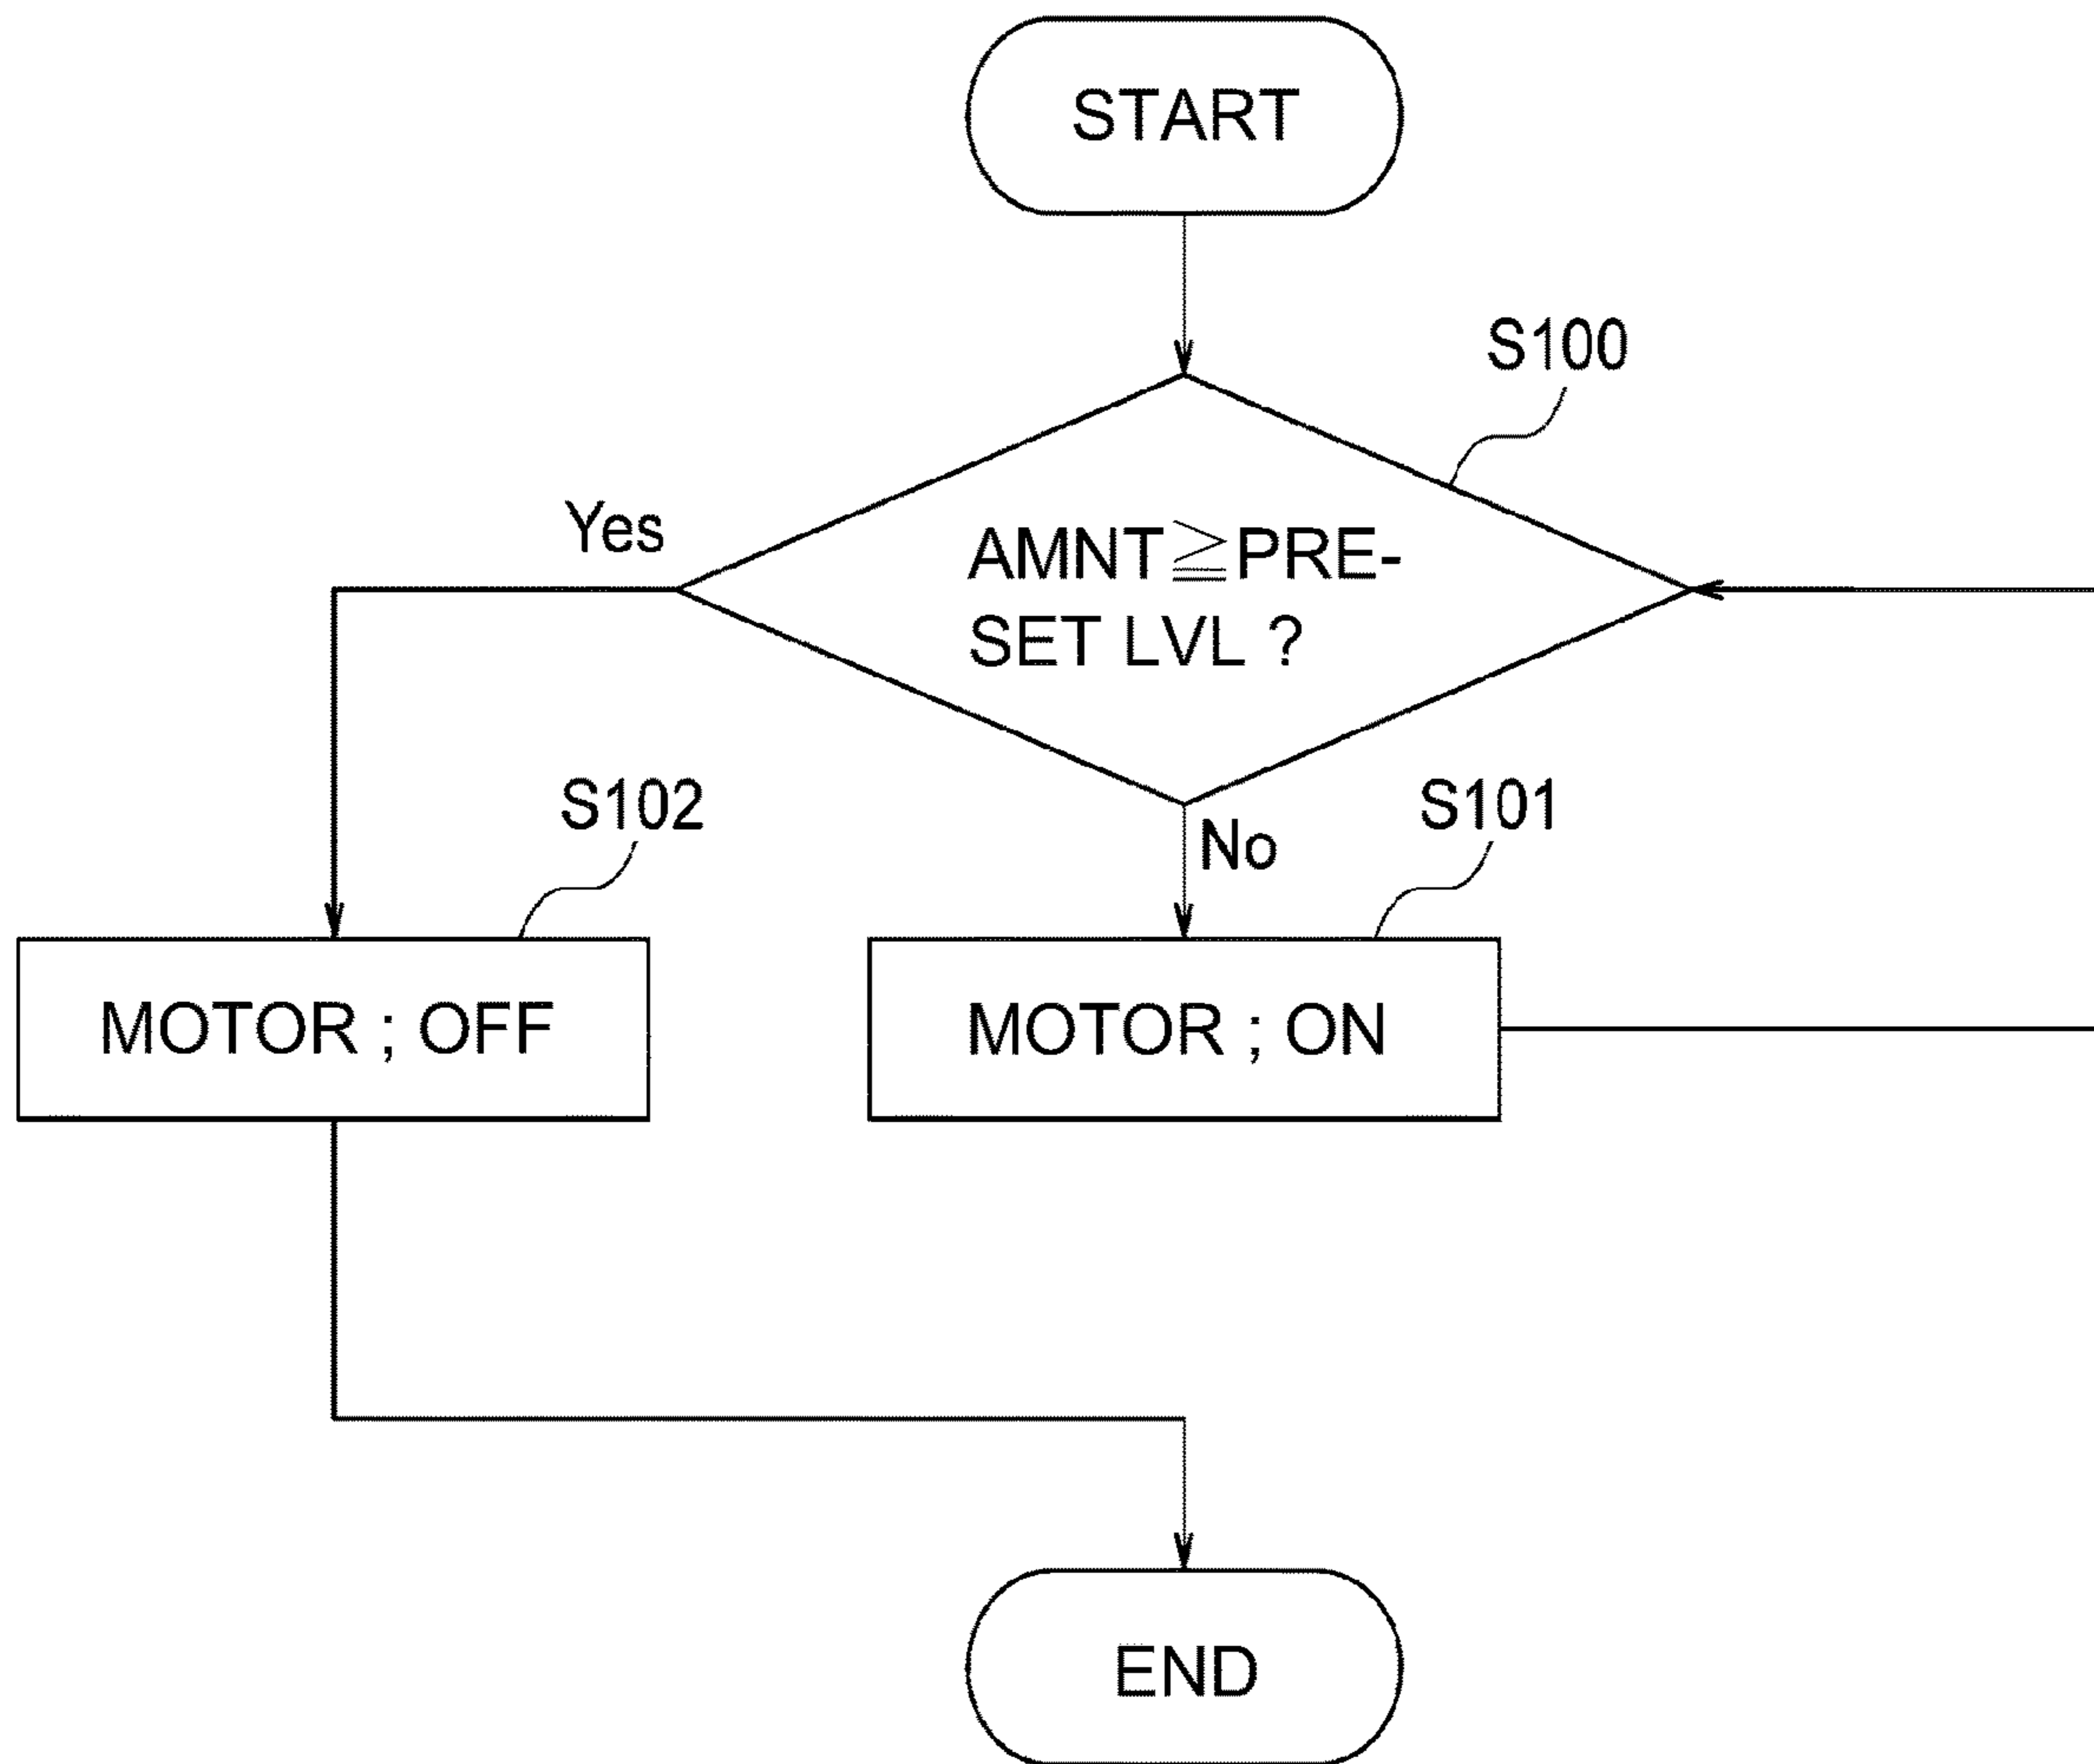 START
S100
Yes
AMNT≧PRE-
SET LVL ?
S102
S101
No
MOTOR ; OFF
MOTOR ; ON
END